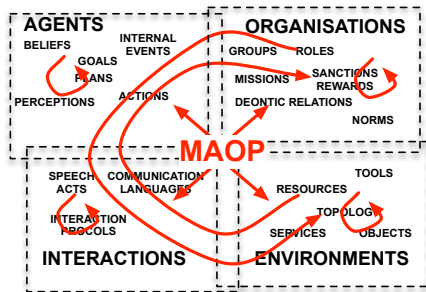 AGENTS
BELIEFS
INTERNAL
EVENTS
GOALS
PLANS
PERCEPTIONS
ACTIONS
ORGANISATIONS
GROUPS
ROLES
MISSIONS
SANCTIONS
REWARDS
DEONTIC RELATIONS
NORMS
MAOP
SPEECH
ACTS
COMMUNICATION
LANGUAGES
INTERACTION
PROCOLS
INTERACTIONS
TOOLS
RESOURCES
TOPOLOGY
SERVICES
OBJECTS
ENVIRONMENTS